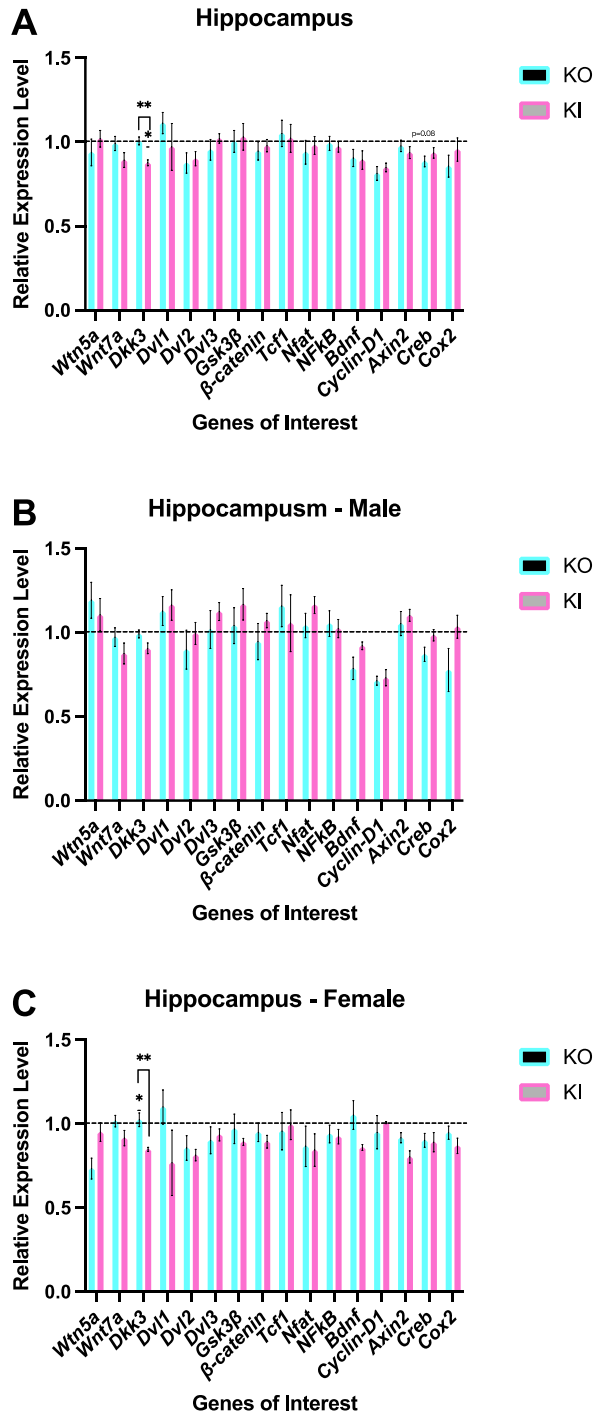 A
Hippocampus
Relative Expression Level
1.5
1.0
0.5
0.0
**
*
p=0.08
KO
KI
Wtn5a
Wnt7a
Dkk3
Dvl1
Dvl2
Dvl3
Gsk3β
β-catenin
Tcf1
Nfat
NFkB
Bdnf
Cyclin-D1
Axin2
Creb
Cox2
Genes of Interest
B
Hippocampusm - Male
Relative Expression Level
1.5
1.0
0.5
0.0
KO
KI
Wtn5a
Wnt7a
Dkk3
Dvl1
Dvl2
Dvl3
Gsk3β
β-catenin
Tcf1
Nfat
NFkB
Bdnf
Cyclin-D1
Axin2
Creb
Cox2
Genes of Interest
C
Hippocampus - Female
Relative Expression Level
1.5
1.0
0.5
0.0
**
*
KO
KI
Wtn5a
Wnt7a
Dkk3
Dvl1
Dvl2
Dvl3
Gsk3β
β-catenin
Tcf1
Nfat
NFkB
Bdnf
Cyclin-D1
Axin2
Creb
Cox2
Genes of Interest